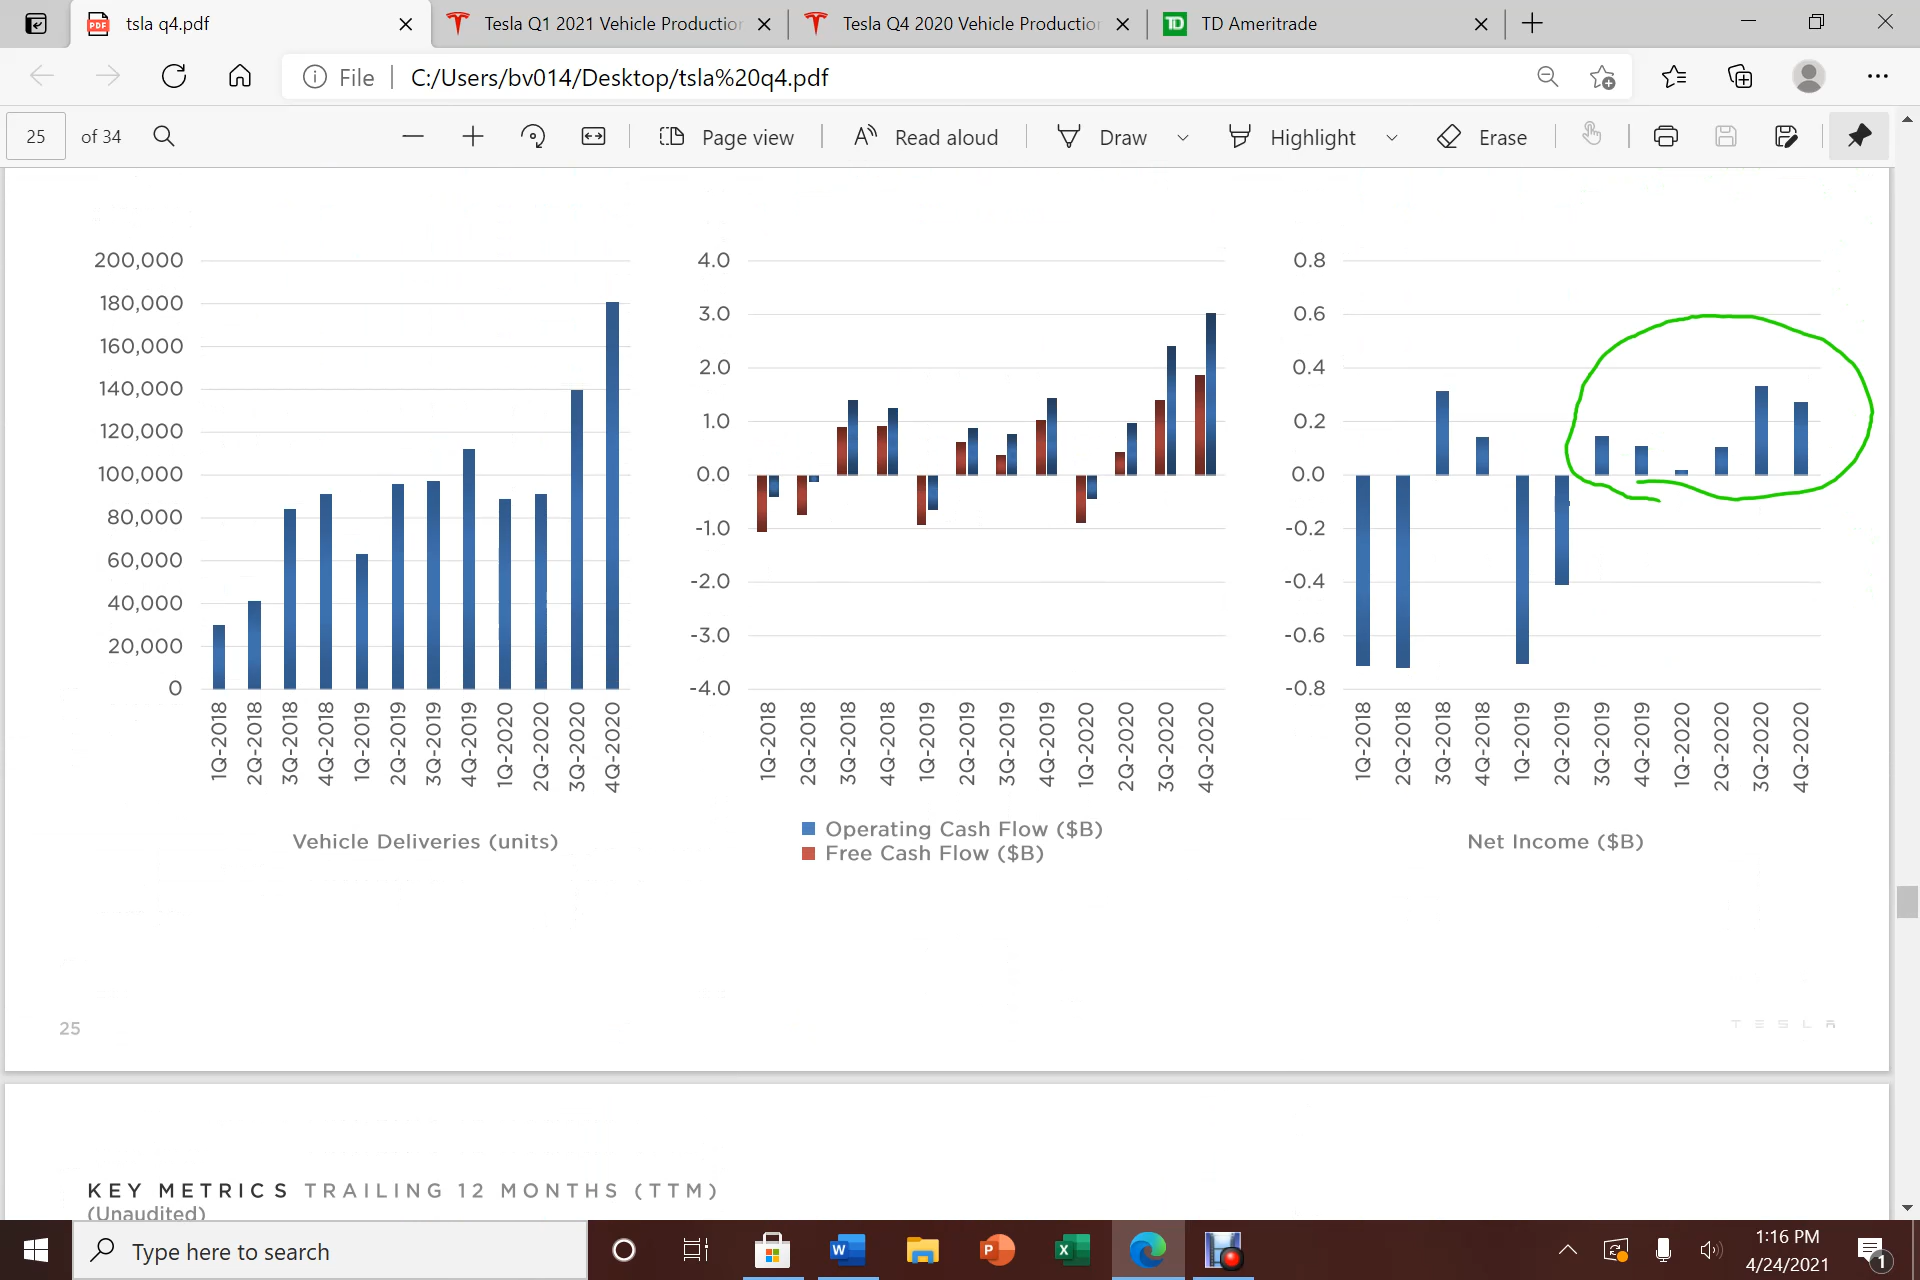 tsla q4.pdf
Tesla Q1 2021 Vehicle Production
Tesla Q4 2020 Vehicle Production
TD Ameritrade
File
C:/Users/bv014/Desktop/tsla%20q4.pdf
25 of 34
Page view
Read aloud
Draw
Highlight
Erase
200,000
180,000
160,000
140,000
120,000
100,000
80,000
60,000
40,000
20,000
0
1Q-2018 2Q-2018 3Q-2018 4Q-2018 1Q-2019 2Q-2019 3Q-2019 4Q-2019 1Q-2020 2Q-2020 3Q-2020 4Q-2020
Vehicle Deliveries (units)
4.0
3.0
2.0
1.0
0.0
-1.0
-2.0
-3.0
-4.0
1Q-2018 2Q-2018 3Q-2018 4Q-2018 1Q-2019 2Q-2019 3Q-2019 4Q-2019 1Q-2020 2Q-2020 3Q-2020 4Q-2020
Operating Cash Flow ($B)
Free Cash Flow ($B)
0.8
0.6
0.4
0.2
0.0
-0.2
-0.4
-0.6
-0.8
1Q-2018 2Q-2018 3Q-2018 4Q-2018 1Q-2019 2Q-2019 3Q-2019 4Q-2019 1Q-2020 2Q-2020 3Q-2020 4Q-2020
Net Income ($B)
25
TESLA
KEY METRICS TRAILING 12 MONTHS (TTM)
(Unaudited)
Type here to search
1:16 PM
4/24/2021
1